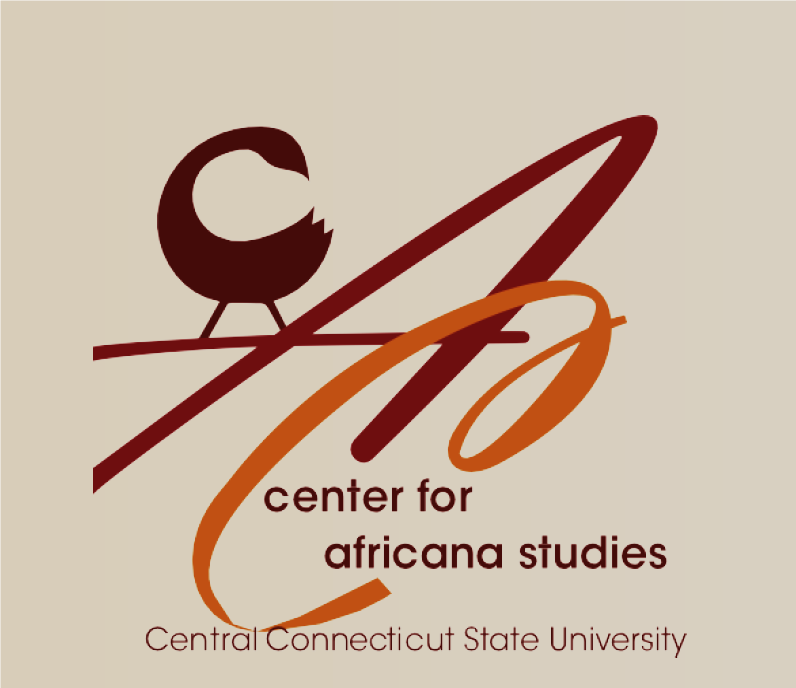 center for
africana studies
Central Connecticut State University